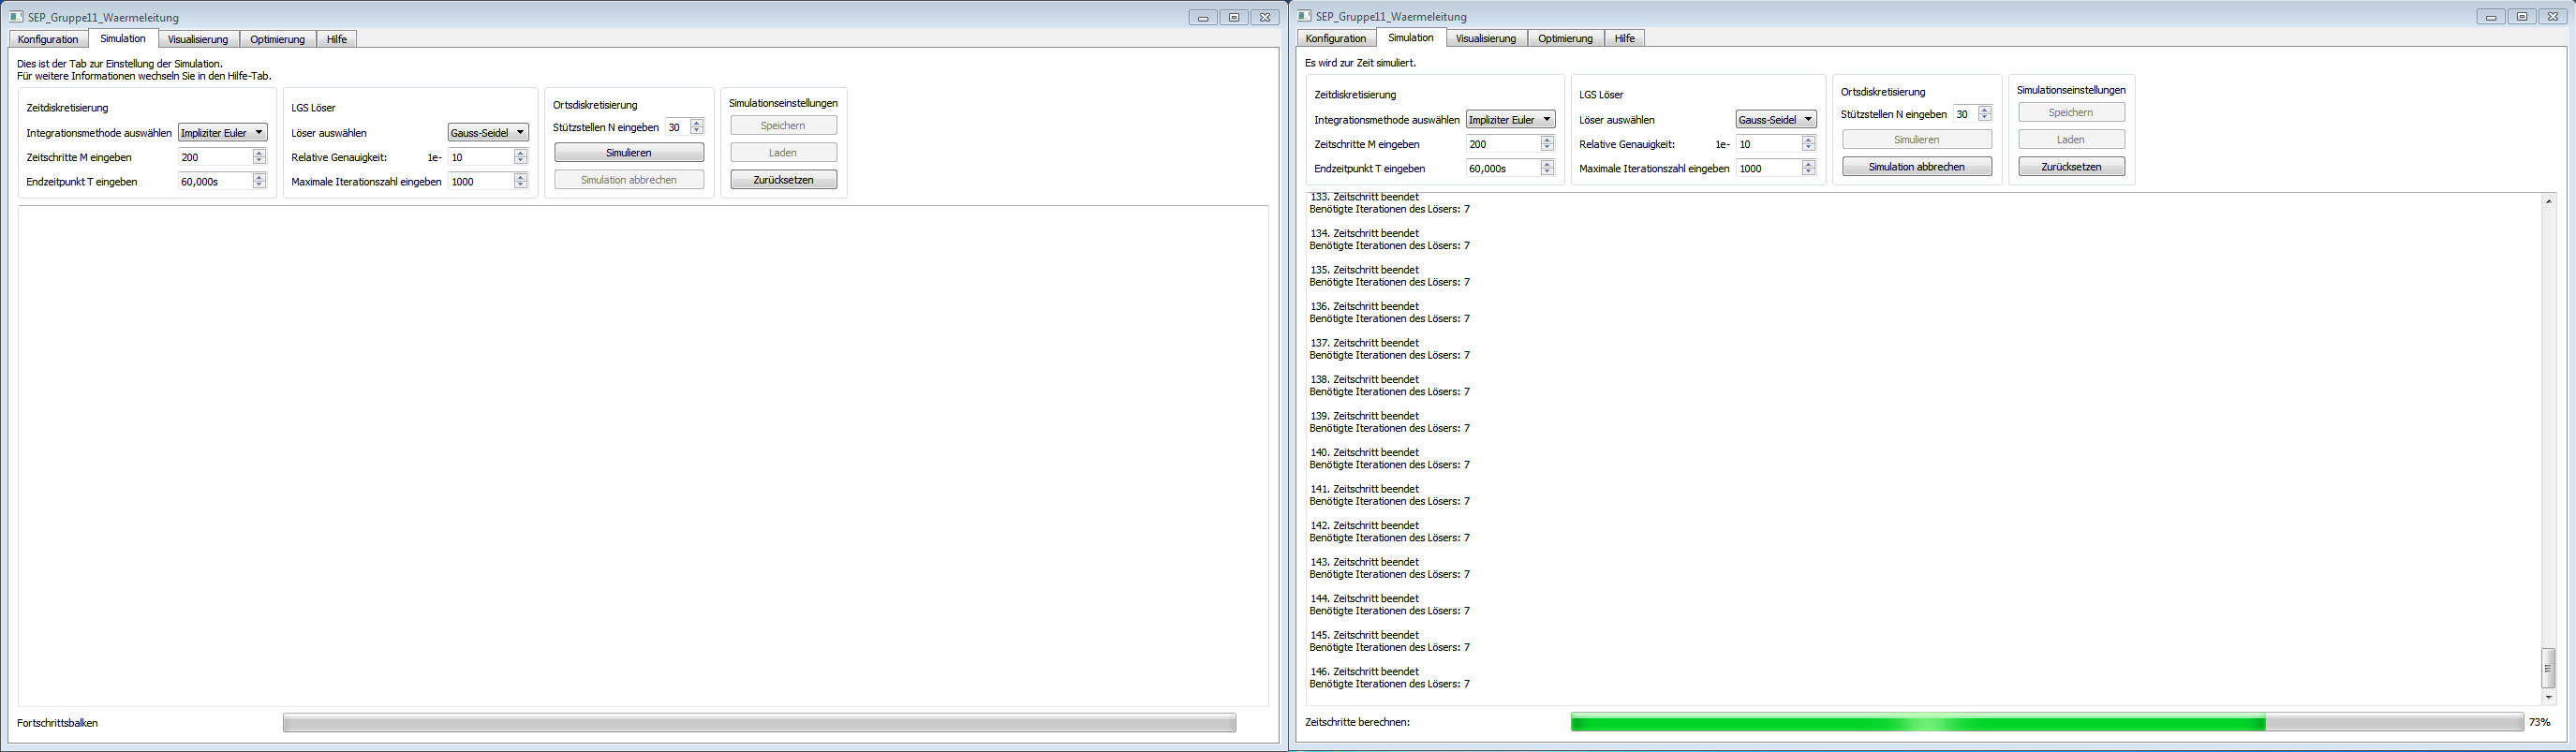 SEP_Gruppe11_Waermeleitung
Konfiguration Simulation Visualisierung Optimierung Hilfe
Dies ist der Tab zur Einstellung der Simulation.
Für weitere Informationen wechseln Sie in den Hilfe-Tab.
Zeitdiskretisierung
Integrationsmethode auswählen Impliziter Euler
Zeitschritte M eingeben 200
Endzeitpunkt T eingeben 60,000s
LGS Löser
Löser auswählen Gauss-Seidel
Relative Genauigkeit: 1e- 10
Maximale Iterationszahl eingeben 1000
Ortsdiskretisierung
Stützstellen N eingeben 30
Simulieren
Simulation abbrechen
Simulationseinstellungen
Speichern
Laden
Zurücksetzen
Fortschrittsbalken
SEP_Gruppe11_Waermeleitung
Konfiguration Simulation Visualisierung Optimierung Hilfe
Es wird zur Zeit simuliert.
Zeitdiskretisierung
Integrationsmethode auswählen Impliziter Euler
Zeitschritte M eingeben 200
Endzeitpunkt T eingeben 60,000s
LGS Löser
Löser auswählen Gauss-Seidel
Relative Genauigkeit: 1e- 10
Maximale Iterationszahl eingeben 1000
Ortsdiskretisierung
Stützstellen N eingeben 30
Simulieren
Simulation abbrechen
Simulationseinstellungen
Speichern
Laden
Zurücksetzen
133. Zeitschritt beendet
Benötigte Iterationen des Lösers: 7
134. Zeitschritt beendet
Benötigte Iterationen des Lösers: 7
135. Zeitschritt beendet
Benötigte Iterationen des Lösers: 7
136. Zeitschritt beendet
Benötigte Iterationen des Lösers: 7
137. Zeitschritt beendet
Benötigte Iterationen des Lösers: 7
138. Zeitschritt beendet
Benötigte Iterationen des Lösers: 7
139. Zeitschritt beendet
Benötigte Iterationen des Lösers: 7
140. Zeitschritt beendet
Benötigte Iterationen des Lösers: 7
141. Zeitschritt beendet
Benötigte Iterationen des Lösers: 7
142. Zeitschritt beendet
Benötigte Iterationen des Lösers: 7
143. Zeitschritt beendet
Benötigte Iterationen des Lösers: 7
144. Zeitschritt beendet
Benötigte Iterationen des Lösers: 7
145. Zeitschritt beendet
Benötigte Iterationen des Lösers: 7
146. Zeitschritt beendet
Benötigte Iterationen des Lösers: 7
Zeitschritte berechnen: 73%